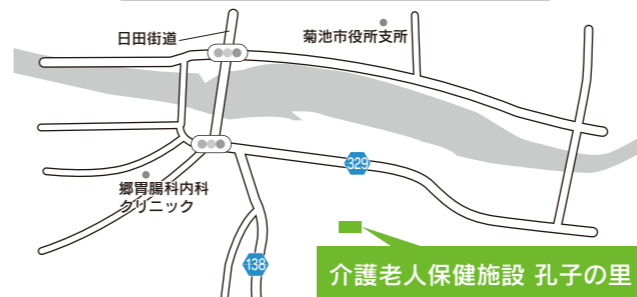 日田街道
菊池市役所支所
329
郷胃腸科内科
クリニック
138
介護老人保健施設 孔子の里